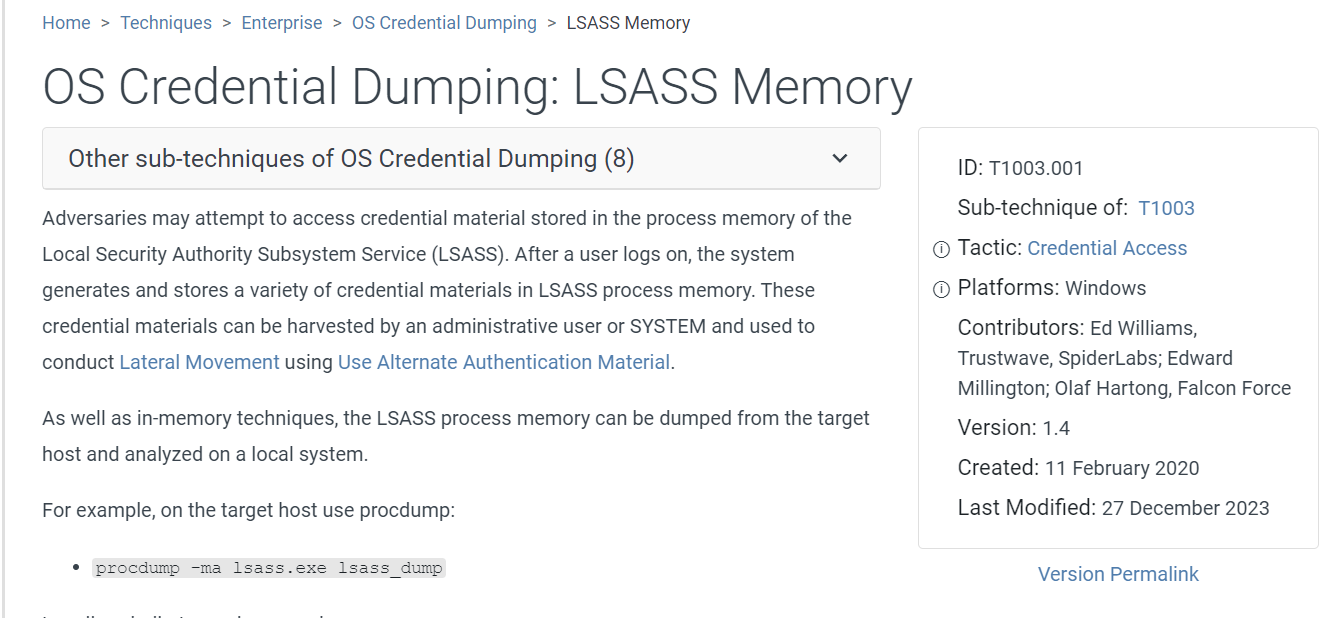 Home > Techniques > Enterprise > OS Credential Dumping > LSASS Memory
OS Credential Dumping: LSASS Memory
Other sub-techniques of OS Credential Dumping (8)
Adversaries may attempt to access credential material stored in the process memory of the
Local Security Authority Subsystem Service (LSASS). After a user logs on, the system
generates and stores a variety of credential materials in LSASS process memory. These
credential materials can be harvested by an administrative user or SYSTEM and used to
conduct Lateral Movement using Use Alternate Authentication Material.
As well as in-memory techniques, the LSASS process memory can be dumped from the target
host and analyzed on a local system.
For example, on the target host use procdump:
• procdump -ma lsass.exe lsass_dump
ID: T1003.001
Sub-technique of: T1003
Tactic: Credential Access
Platforms: Windows
Contributors: Ed Williams,
Trustwave, SpiderLabs; Edward
Millington; Olaf Hartong, Falcon Force
Version: 1.4
Created: 11 February 2020
Last Modified: 27 December 2023
Version Permalink